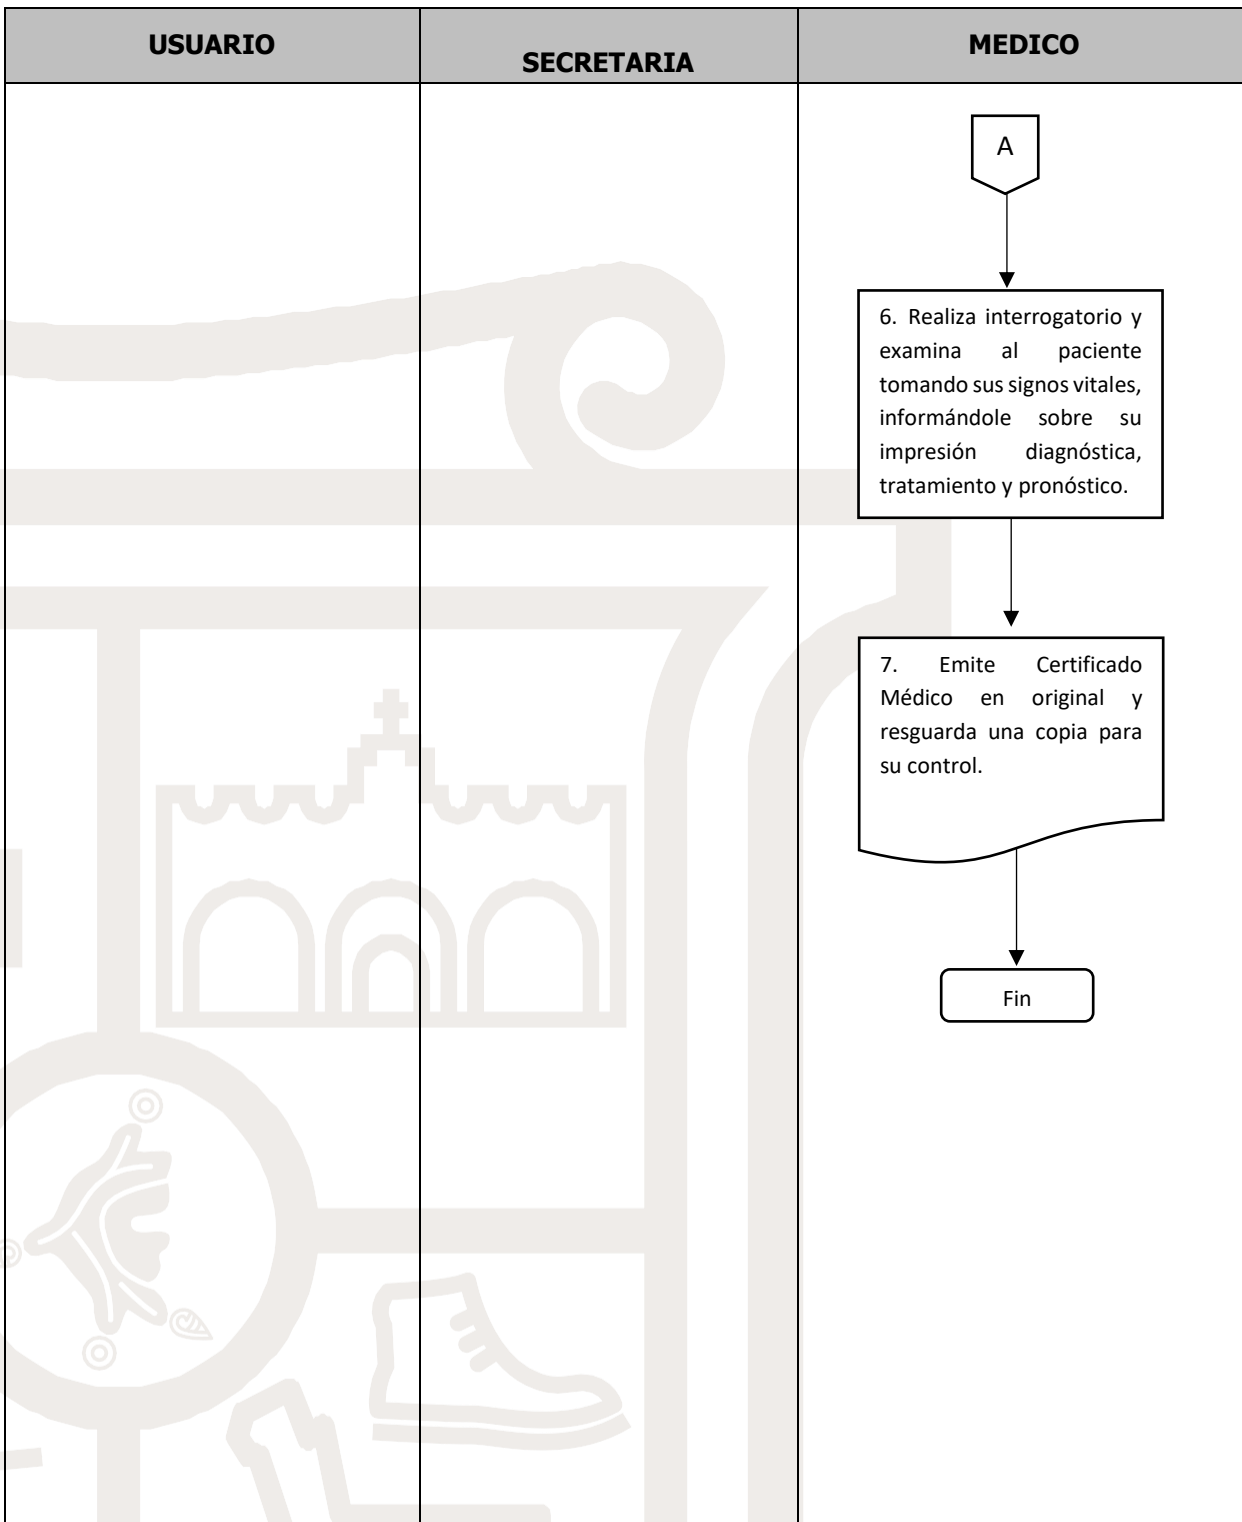 USUARIO
SECRETARIA
MEDICO
A
6. Realiza interrogatorio y
examina al paciente
tomando sus signos vitales,
informándole sobre su
impresión diagnóstica,
tratamiento y pronóstico.
7. Emite Certificado
Médico en original y
resguarda una copia para
su control.
Fin